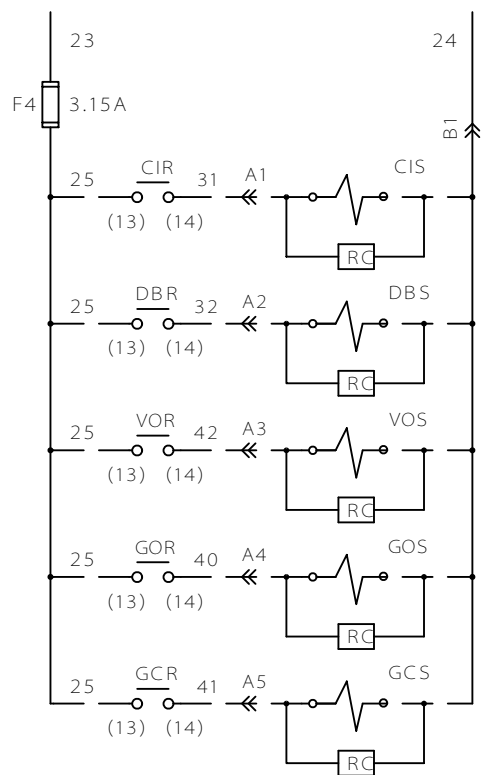 23 24
F4 3.15A
B1
25 CIR 31 A1 CIS
(13) (14)
RC
25 DBR 32 A2 DBS
(13) (14)
RC
25 VOR 42 A3 VOS
(13) (14)
RC
25 GOR 40 A4 GOS
(13) (14)
RC
25 GCR 41 A5 GCS
(13) (14)
RC